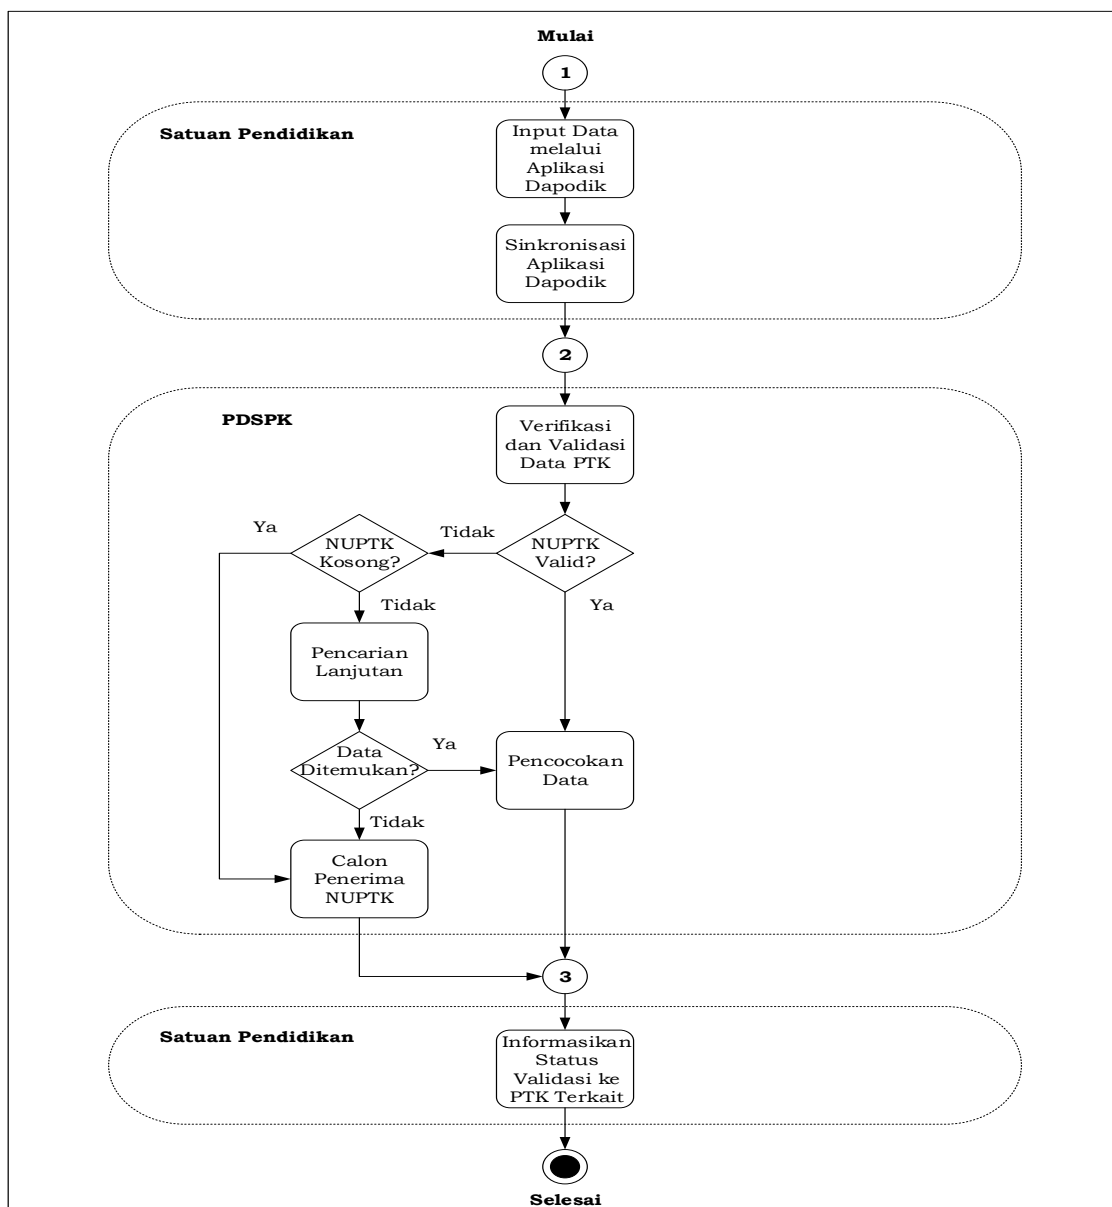 Mulai
1
Satuan Pendidikan
Input Data
melalui
Aplikasi
Dapodik
Sinkronisasi
Aplikasi
Dapodik
2
PDSPK
Verifikasi
dan Validasi
Data PTK
Ya
NUPTK
Kosong?
Tidak
NUPTK
Valid?
Tidak
Ya
Pencarian
Lanjutan
Data
Ditemukan?
Ya
Pencocokan
Data
Tidak
Calon
Penerima
NUPTK
3
Satuan Pendidikan
Informasikan
Status
Validasi ke
PTK Terkait
Selesai